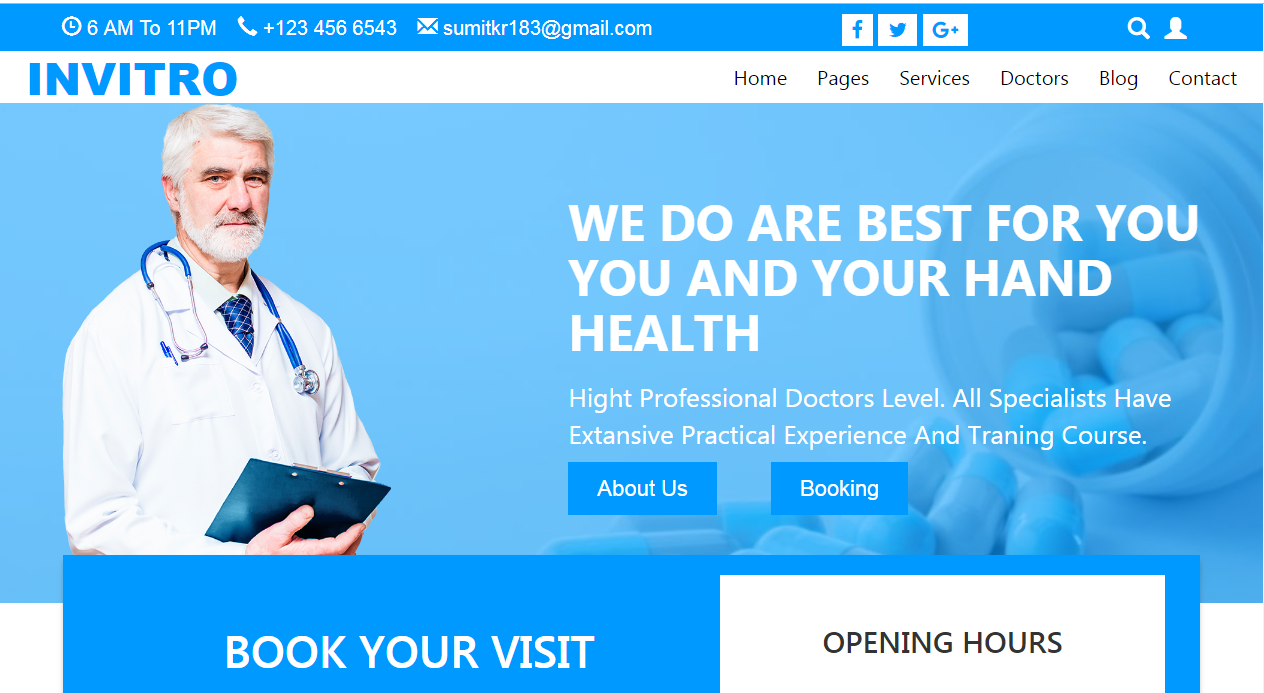 6 AM To 11PM +123 456 6543 sumitkr183@gmail.com f G+
INVITRO
Home Pages Services Doctors Blog Contact
WE DO ARE BEST FOR YOU
YOU AND YOUR HAND
HEALTH
Hight Professional Doctors Level. All Specialists Have
Extansive Practical Experience And Traning Course.
About Us Booking
BOOK YOUR VISIT
OPENING HOURS